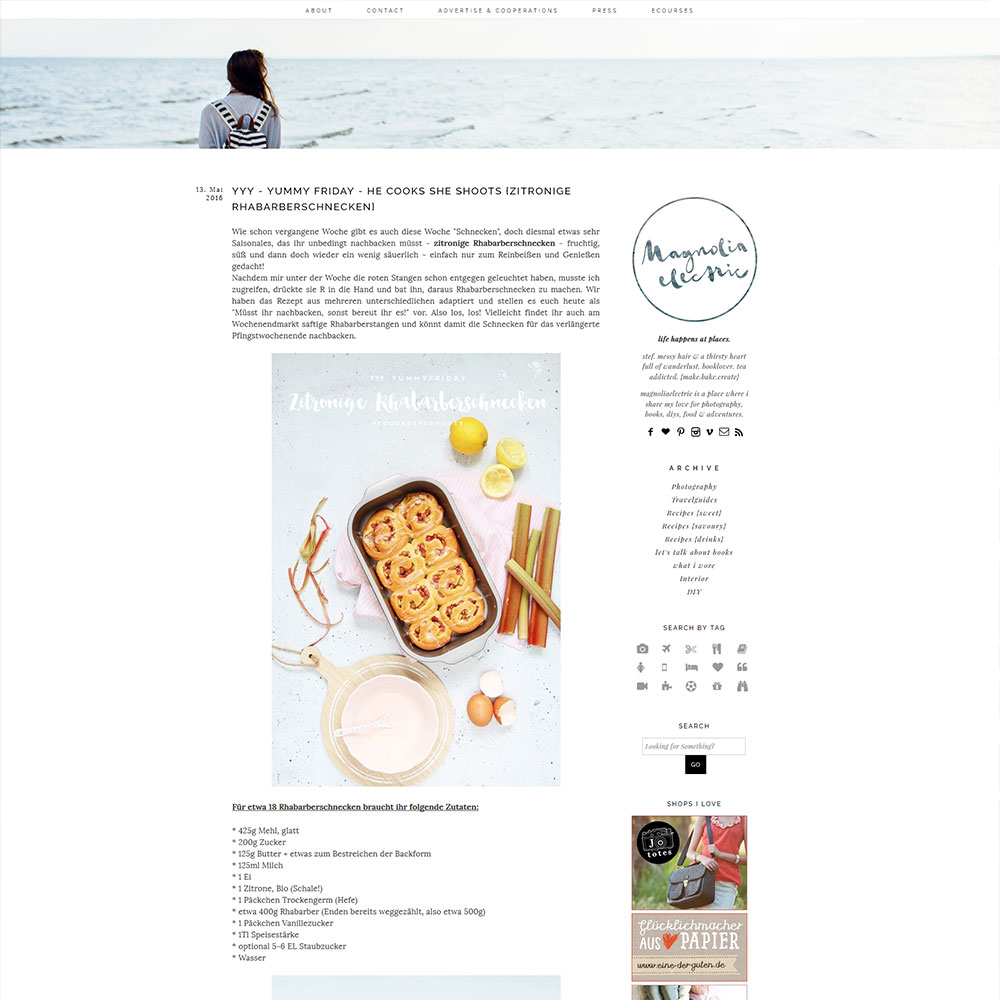 ABOUT
CONTACT
ADVERTISE & COOPERATIONS
PRESS
ECOURSES
13. Mai
2016
YYY - YUMMY FRIDAY - HE COOKS SHE SHOOTS {ZITRONIGE
RHABARBERSCHNECKEN}
Wie schon vergangene Woche gibt es auch diese Woche "Schnecken", doch diesmal etwas sehr
Saisonales, das ihr unbedingt nachbacken müsst - zitronige Rhabarberschnecken - fruchtig,
süß und dann doch wieder ein wenig säuerlich - einfach nur zum Reinbeißen und Genießen
gedacht!
Nachdem mir unter der Woche die roten Stangen schon entgegen geleuchtet haben, musste ich
zugreifen, drückte sie R in die Hand und bat ihn, daraus Rhabarberschnecken zu machen. Wir
haben das Rezept aus mehreren unterschiedlichen adaptiert und stellen es euch heute als
"Müsst ihr nachbacken, sonst bereut ihr es!" vor. Also los, los! Vielleicht findet ihr auch am
Wochenendmarkt saftige Rhabarberstangen und könnt damit die Schnecken für das verlängerte
Pfingstwochenende nachbacken.
YYY - YUMMYFRIDAY
Zitronige Rhabarberschnecken
HECOOKSSHESHOOTS
Für etwa 18 Rhabarberschnecken braucht ihr folgende Zutaten:
* 425g Mehl, glatt
* 200g Zucker
* 125g Butter + etwas zum Bestreichen der Backform
* 125ml Milch
* 1 Ei
* 1 Zitrone, Bio (Schale!)
* 1 Päckchen Trockengerm (Hefe)
* etwa 400g Rhabarber (Enden bereits weggezählt, also etwa 500g)
* 1 Päckchen Vanillezucker
* 1Tl Speisestärke
* optional 5-6 EL Staubzucker
* Wasser
Magnolia
electric
life happens at places.
stef. messy hair & a thirsty heart
full of wanderlust. booklover. tea
addicted. {make.bake.create}
magnoliaelectric is a place where i
share my love for photography,
books, diys, food & adventures.
ARCHIVE
Photography
Travelguides
Recipes {sweet}
Recipes {savoury}
Recipes {drinks}
let's talk about books
what i wore
Interior
DIY
SEARCH BY TAG
SEARCH
Looking for Something?
GO
SHOPS I LOVE
Jo
totes
Glücklichmacher
AUS PAPIER
www.eine-der-guten.de